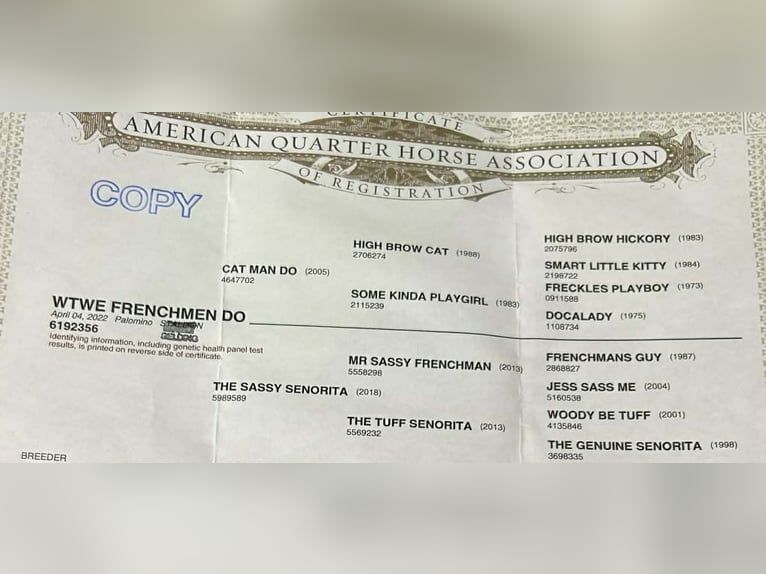 CERTIFICATE
AMERICAN QUARTER HORSE ASSOCIATION
OF REGISTRATION
COPY
HIGH BROW HICKORY (1983)
2075796
HIGH BROW CAT (1988)
2706274
SMART LITTLE KITTY (1984)
2198722
CAT MAN DO (2005)
4647702
FRECKLES PLAYBOY (1973)
0911588
SOME KINDA PLAYGIRL (1983)
2115239
DOCALADY (1975)
1108734
WTWE FRENCHMEN DO
April 04, 2022 Palomino STALLION
GELDING
6192356
Identifying information, including genetic health panel test
results, is printed on reverse side of certificate.
FRENCHMANS GUY (1987)
2868827
MR SASSY FRENCHMAN (2013)
5558298
JESS SASS ME (2004)
5160538
THE SASSY SENORITA (2018)
5989589
WOODY BE TUFF (2001)
4135846
THE TUFF SENORITA (2013)
5569232
THE GENUINE SENORITA (1998)
3698335
BREEDER